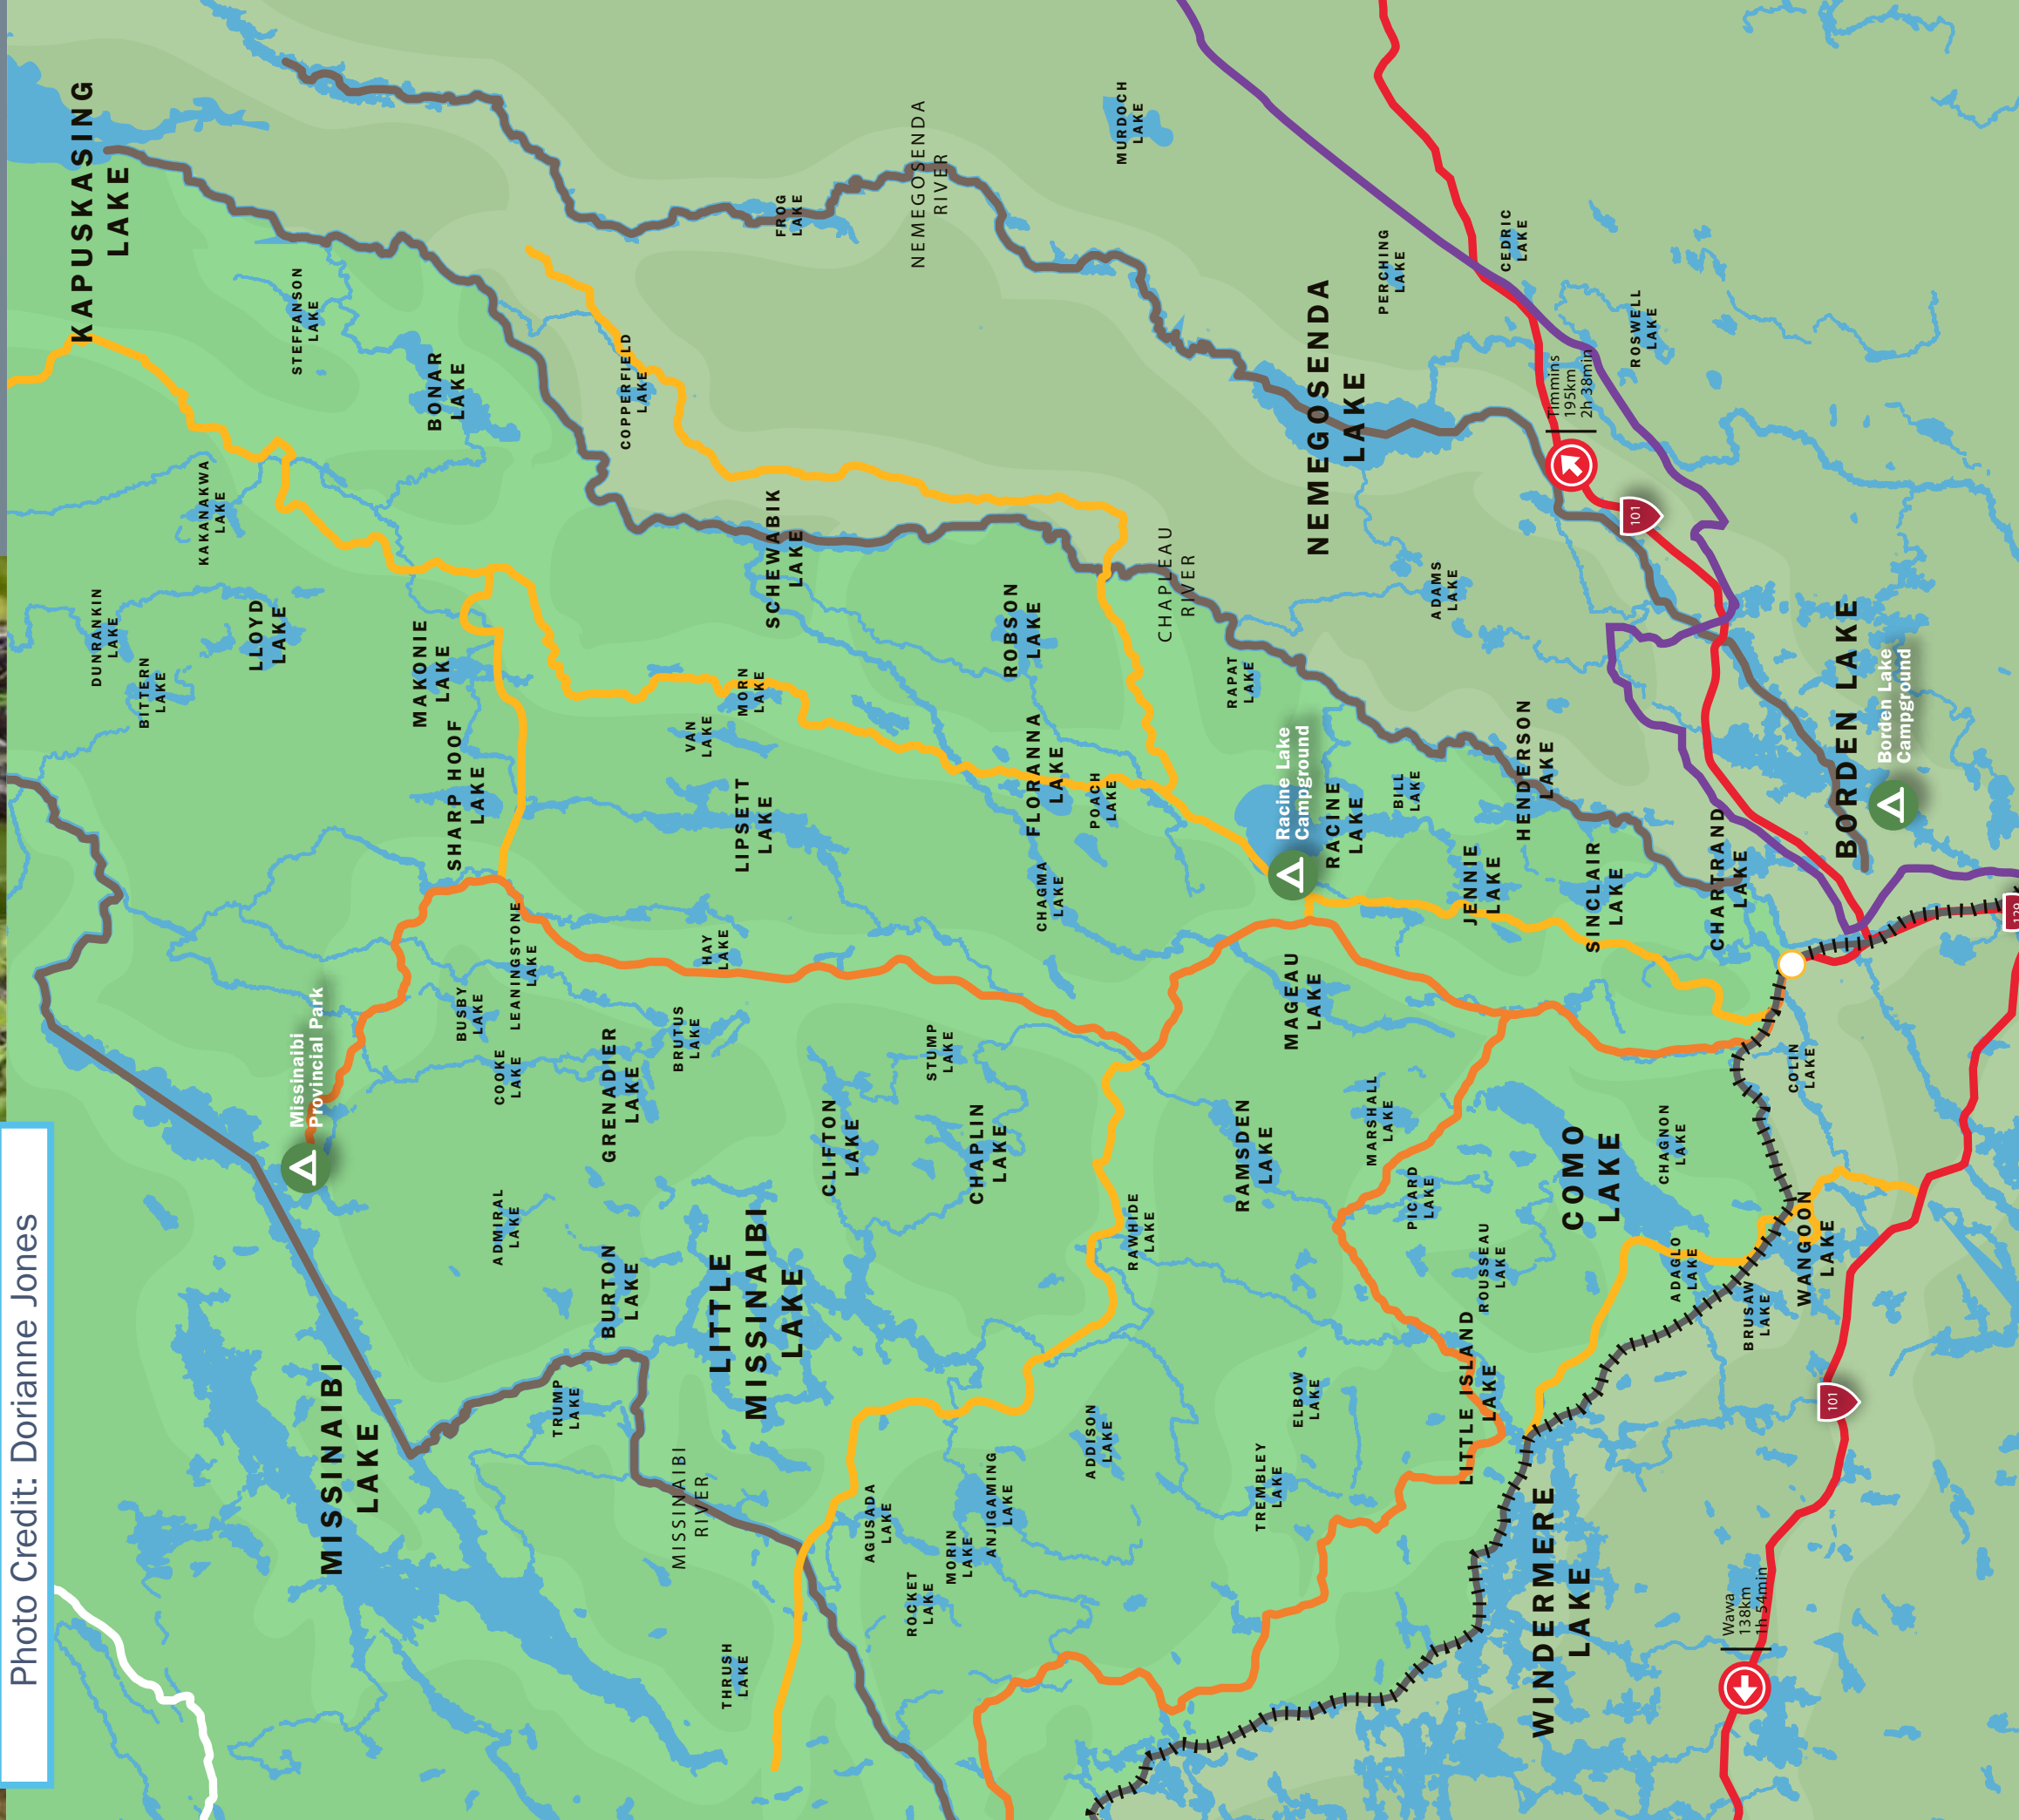 Photo Credit: Dorianne Jones
KAPUSKASING
LAKE
STEFFANSON
LAKE
BONAR
LAKE
KAKANAKWA
LAKE
DUNRANKIN
LAKE
BITTERN
LAKE
LLOYD
LAKE
MAKONIE
LAKE
SHARP HOOF
LAKE
COPPERFIELD
LAKE
FROG
LAKE
NEMEGOSENDA
RIVER
MURDOCH
LAKE
PERCHING
LAKE
CEDRIC
LAKE
ROSWELL
LAKE
NEMEGOSENDA
LAKE
Timmins
195km
2h 38min
101
SCHEWABIK
LAKE
ROBSON
LAKE
CHAPLEAU
RIVER
ADAMS
LAKE
RAPAT
LAKE
MORN
LAKE
VAN
LAKE
LIPSETT
LAKE
FLORANNA
LAKE
POACH
LAKE
CHAGMA
LAKE
Racine Lake
Campground
RACINE
LAKE
BILL
LAKE
HENDERSON
LAKE
JENNIE
LAKE
SINCLAIR
LAKE
CHARTRAND
LAKE
BORDEN LAKE
Borden Lake
Campground
129
Missinaibi
Provincial Park
BUSBY
LAKE
LEANINGSTONE
LAKE
HAY
LAKE
COOKE
LAKE
GRENADIER
LAKE
BRUTUS
LAKE
STUMP
LAKE
CLIFTON
LAKE
CHAPLIN
LAKE
MAGEAU
LAKE
RAMSDEN
LAKE
MARSHALL
LAKE
PICARD
LAKE
COMO
LAKE
CHAGNON
LAKE
COLIN
LAKE
ADMIRAL
LAKE
BURTON
LAKE
LITTLE
MISSINAIBI
LAKE
RAWHIDE
LAKE
ROUSSEAU
LAKE
ADAGLO
LAKE
BRUSAW
LAKE
WANGOON
LAKE
MISSINAIBI
LAKE
TRUMP
LAKE
MISSINAIBI
RIVER
AGUSADA
LAKE
ROCKET
LAKE
MORIN
LAKE
ANJIGAMING
LAKE
ADDISON
LAKE
TREMBLEY
LAKE
ELBOW
LAKE
LITTLE ISLAND
LAKE
THRUSH
LAKE
WINDERMERE
LAKE
101
Wawa
138km
1h 54min